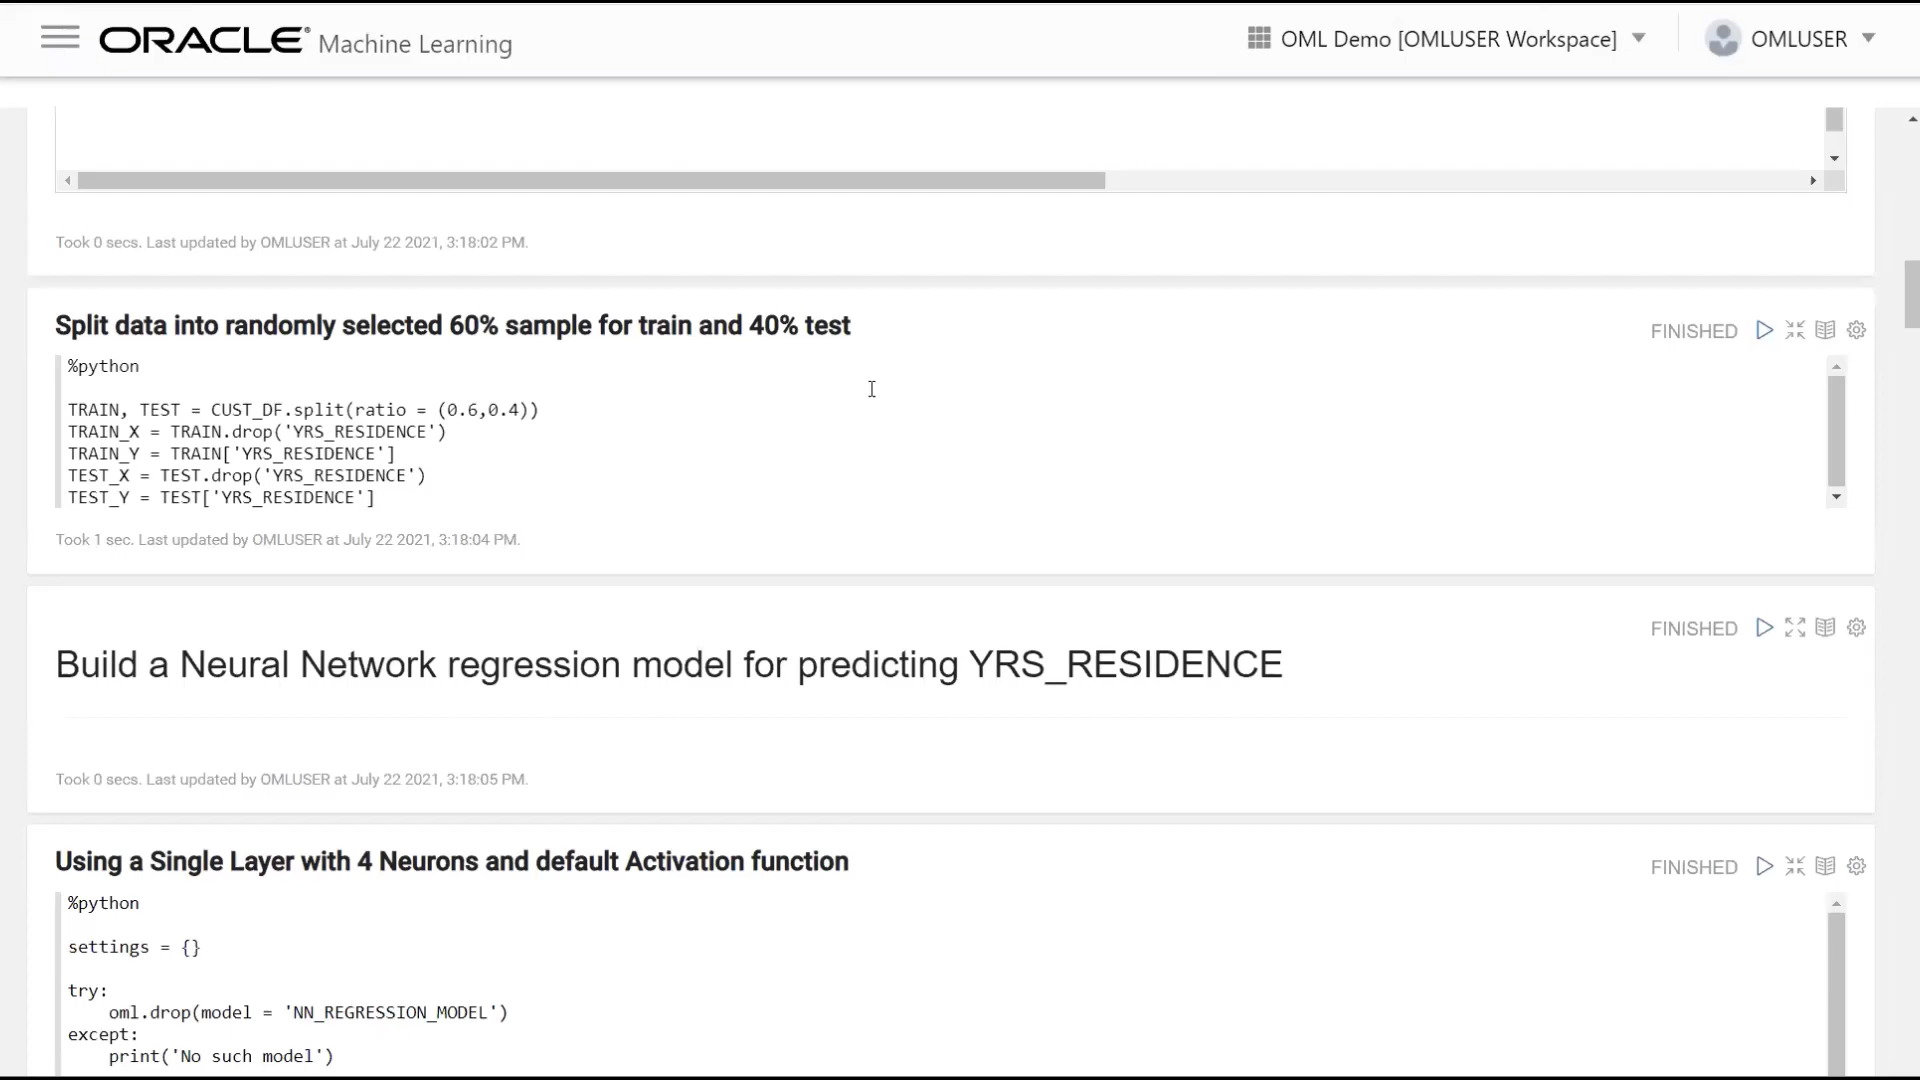 ORACLE® Machine Learning
OML Demo [OMLUSER Workspace]
OMLUSER
Took 0 secs. Last updated by OMLUSER at July 22 2021, 3:18:02 PM.
Split data into randomly selected 60% sample for train and 40% test
FINISHED
%python
TRAIN, TEST = CUST_DF.split(ratio = (0.6,0.4))
TRAIN_X = TRAIN.drop('YRS_RESIDENCE')
TRAIN_Y = TRAIN['YRS_RESIDENCE']
TEST_X = TEST.drop('YRS_RESIDENCE')
TEST_Y = TEST['YRS_RESIDENCE']
Took 1 sec. Last updated by OMLUSER at July 22 2021, 3:18:04 PM.
FINISHED
Build a Neural Network regression model for predicting YRS_RESIDENCE
Took 0 secs. Last updated by OMLUSER at July 22 2021, 3:18:05 PM.
Using a Single Layer with 4 Neurons and default Activation function
FINISHED
%python
settings = {}
try:
    oml.drop(model = 'NN_REGRESSION_MODEL')
except:
    print('No such model')